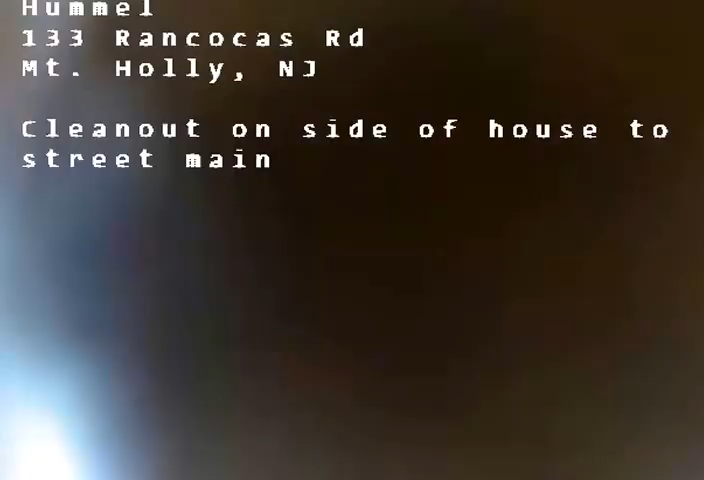 Hummel
133 Rancocas Rd
Mt. Holly, NJ
Cleanout on side of house to
street main